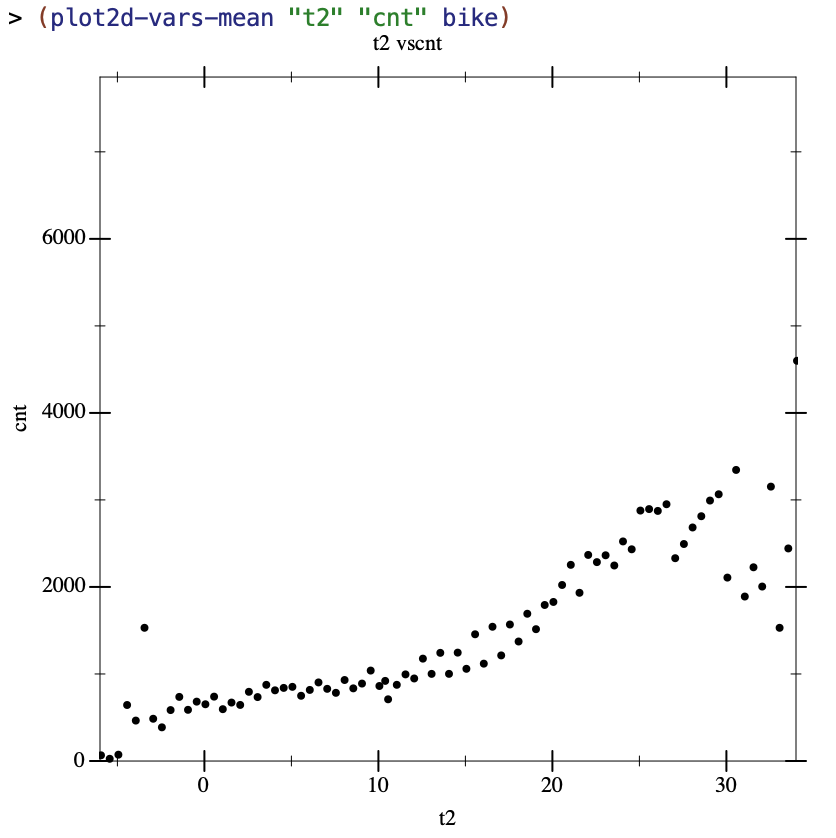 > (plot2d-vars-mean "t2" "cnt" bike)
t2 vscnt
6000
4000
cnt
2000
0
0 10 20 30
t2